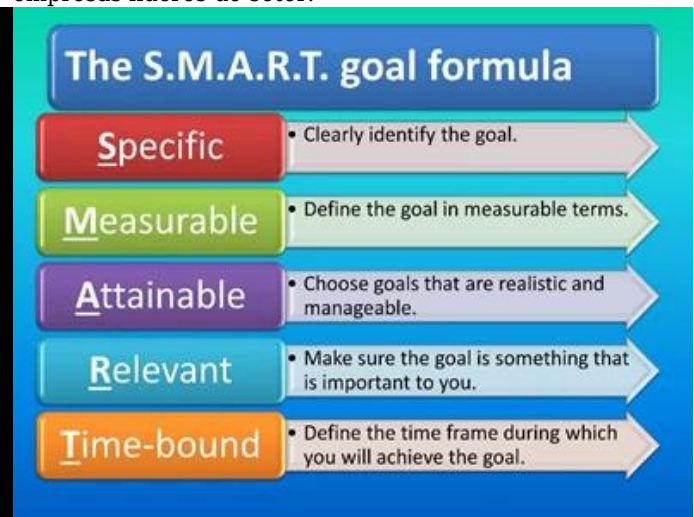 The S.M.A.R.T. goal formula
Specific
• Clearly identify the goal.
Measurable
• Define the goal in measurable terms.
Attainable
• Choose goals that are realistic and
manageable.
Relevant
• Make sure the goal is something that
is important to you.
Time-bound
• Define the time frame during which
you will achieve the goal.